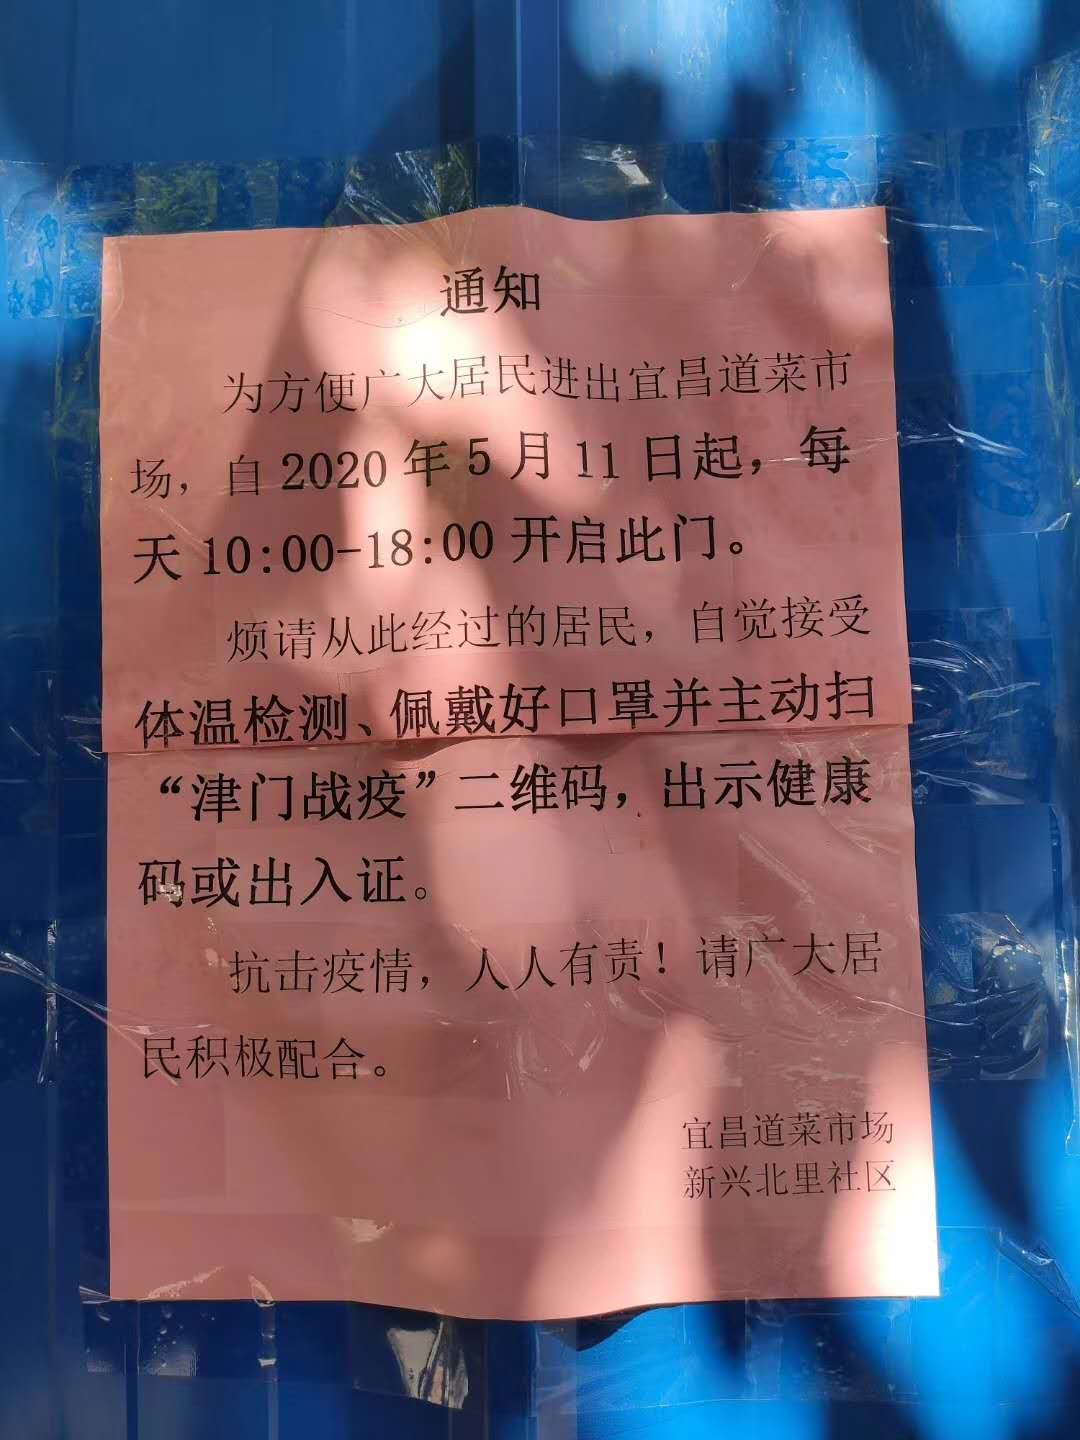 通知
为方便广大居民进出宜昌道菜市
场，自 2020 年 5 月 11 日起，每
天 10:00-18:00 开启此门。
烦请从此经过的居民，自觉接受
体温检测、佩戴好口罩并主动扫
“津门战疫”二维码，出示健康
码或出入证。
抗击疫情，人人有责！请广大居
民积极配合。
宜昌道菜市场
新兴北里社区